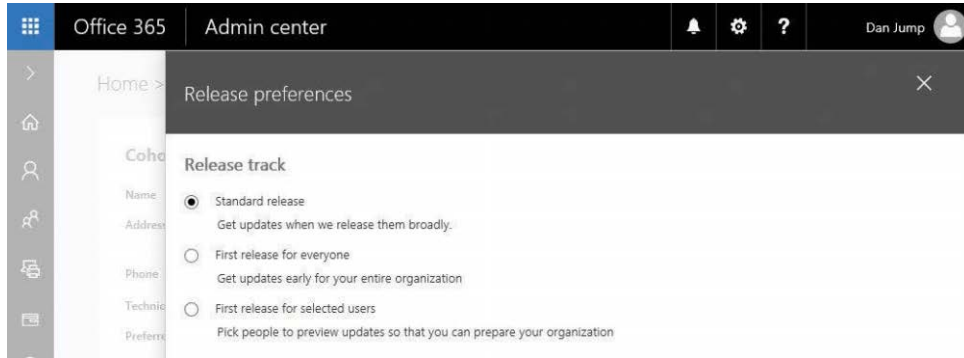 Office 365 Admin center Dan Jump
Home >
Release preferences
Coho
Release track
Name
Standard release
Address
Get updates when we release them broadly.
First release for everyone
Phone
Get updates early for your entire organization
Technic
First release for selected users
Preferre
Pick people to preview updates so that you can prepare your organization